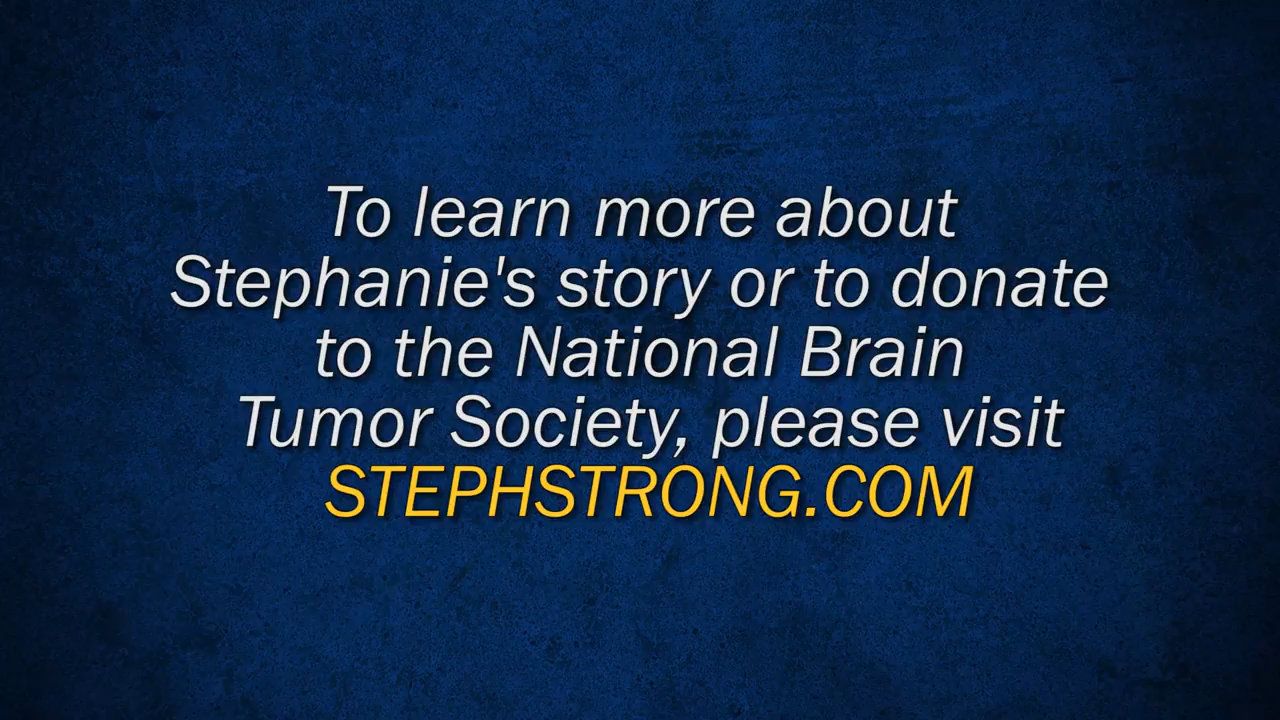 To learn more about
Stephanie's story or to donate
to the National Brain
Tumor Society, please visit
STEPHSTRONG.COM